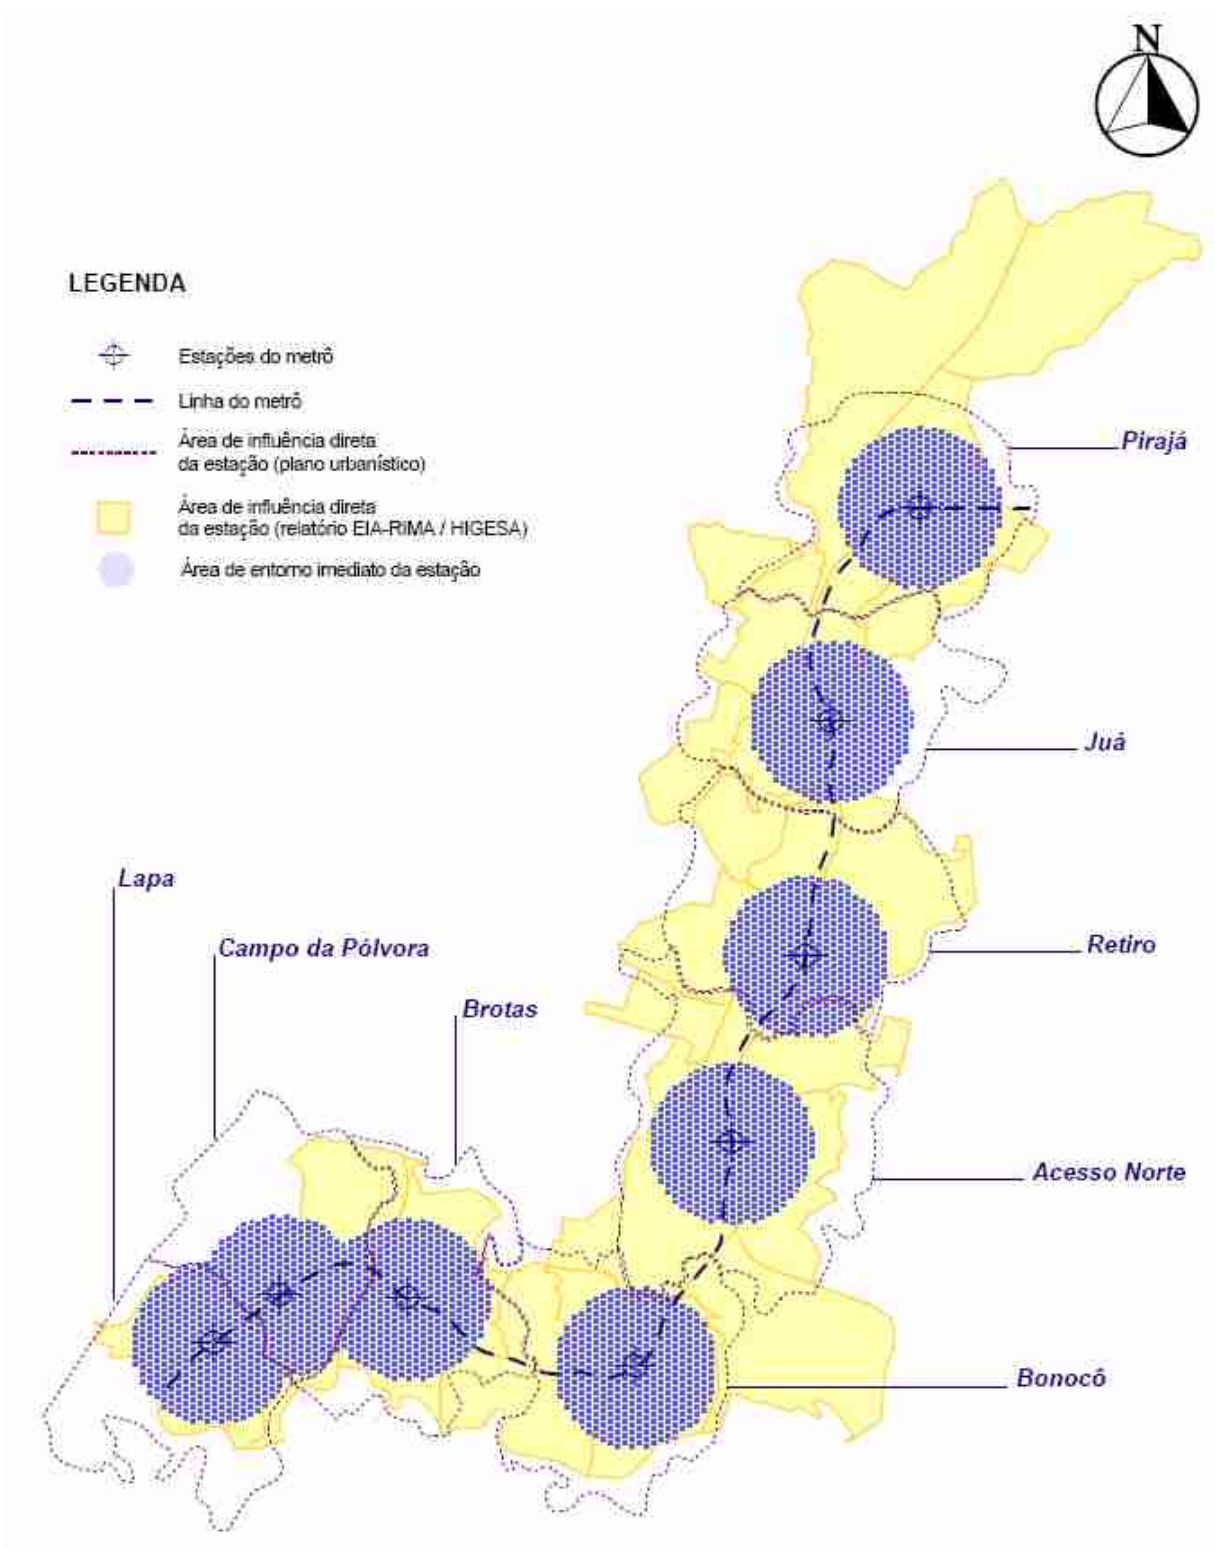 N
LEGENDA
Estações do metrô
Linha do metrô
Área de influência direta
da estação (plano urbanístico)
Área de influência direta
da estação (relatório EIA-RIMA / HIGESA)
Área de entorno imediato da estação
Pirajá
Juá
Lapa
Campo da Pólvora
Retiro
Brotas
Acesso Norte
Bonocô